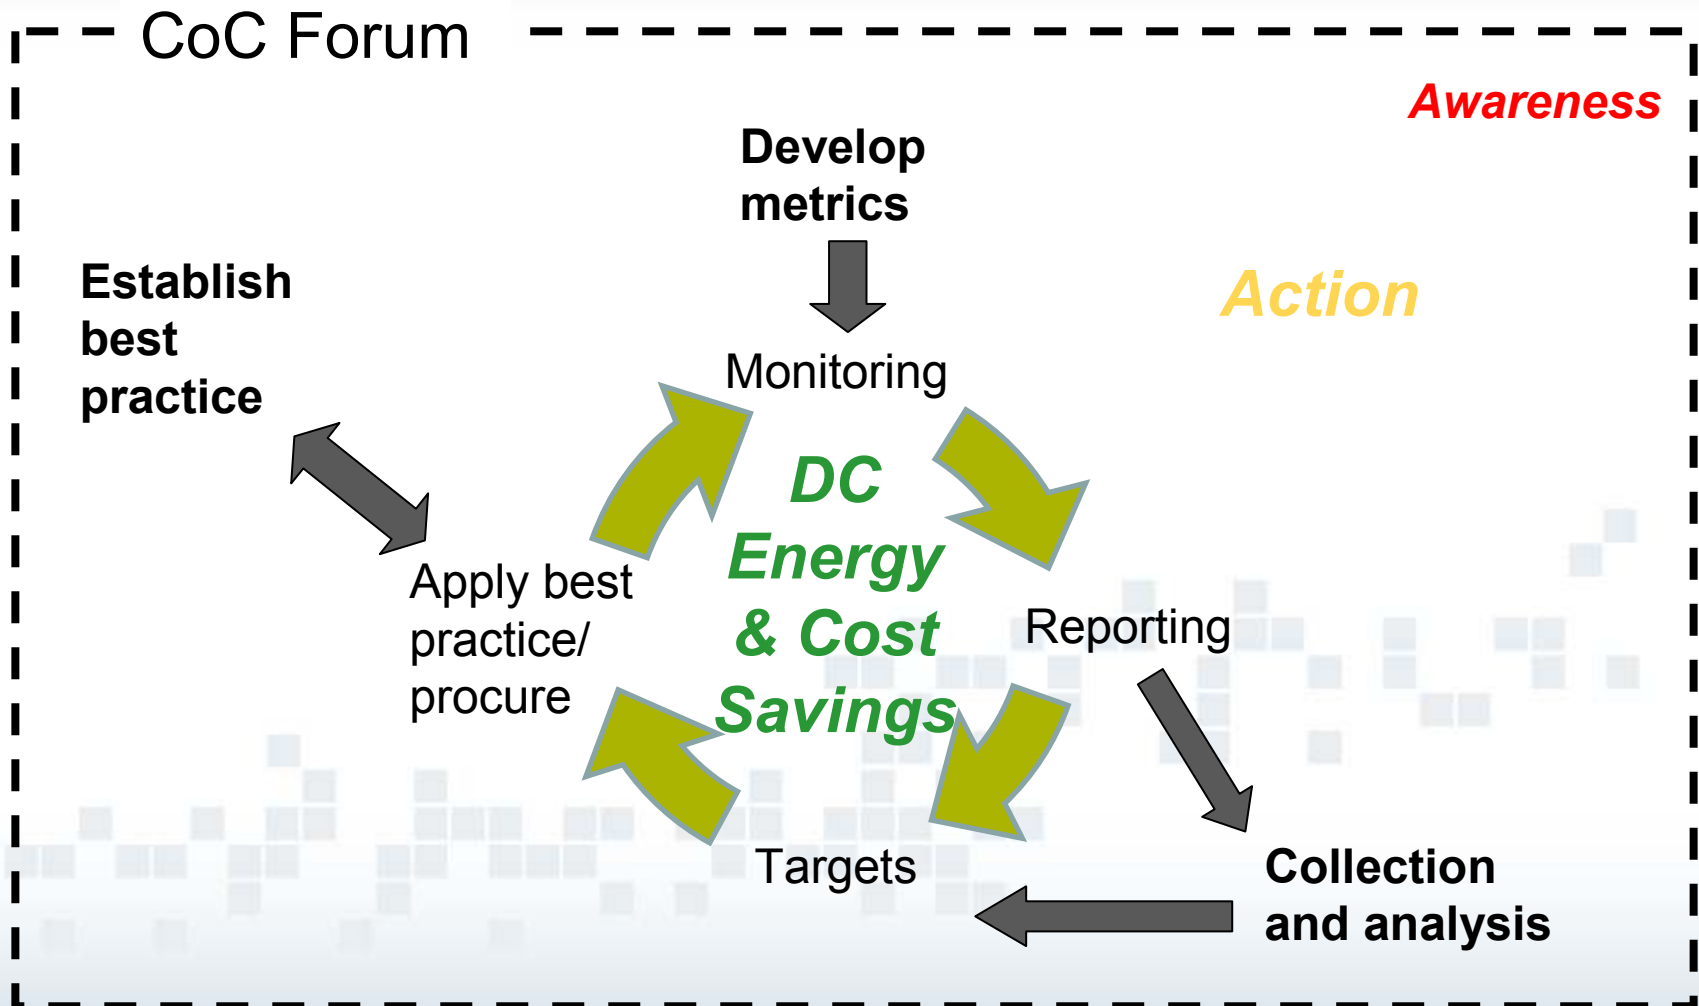 CoC Forum
Awareness
Develop
metrics
Establish
best
practice
Action
Monitoring
DC
Energy
& Cost
Savings
Apply best
practice/
procure
Reporting
Targets
Collection
and analysis